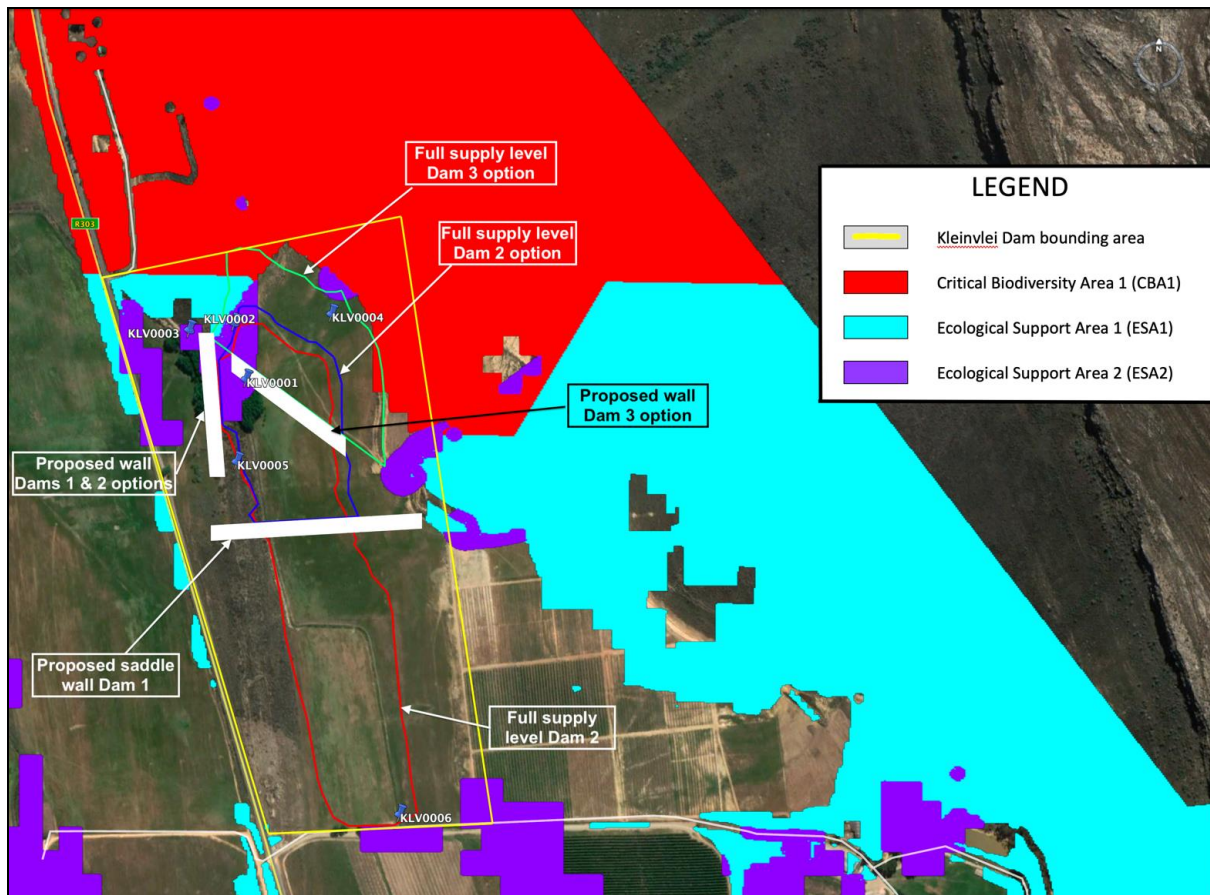 N
Full supply level
Dam 3 option
R303
Full supply level
Dam 2 option
LEGEND
Kleinvlei Dam bounding area
Critical Biodiversity Area 1 (CBA1)
Ecological Support Area 1 (ESA1)
Ecological Support Area 2 (ESA2)
KLV0003
KLV0002
KLV0004
KLV0001
Proposed wall
Dam 3 option
Proposed wall
Dams 1 & 2 options
KLV0005
Proposed saddle
wall Dam 1
Full supply
level Dam 2
KLV0006